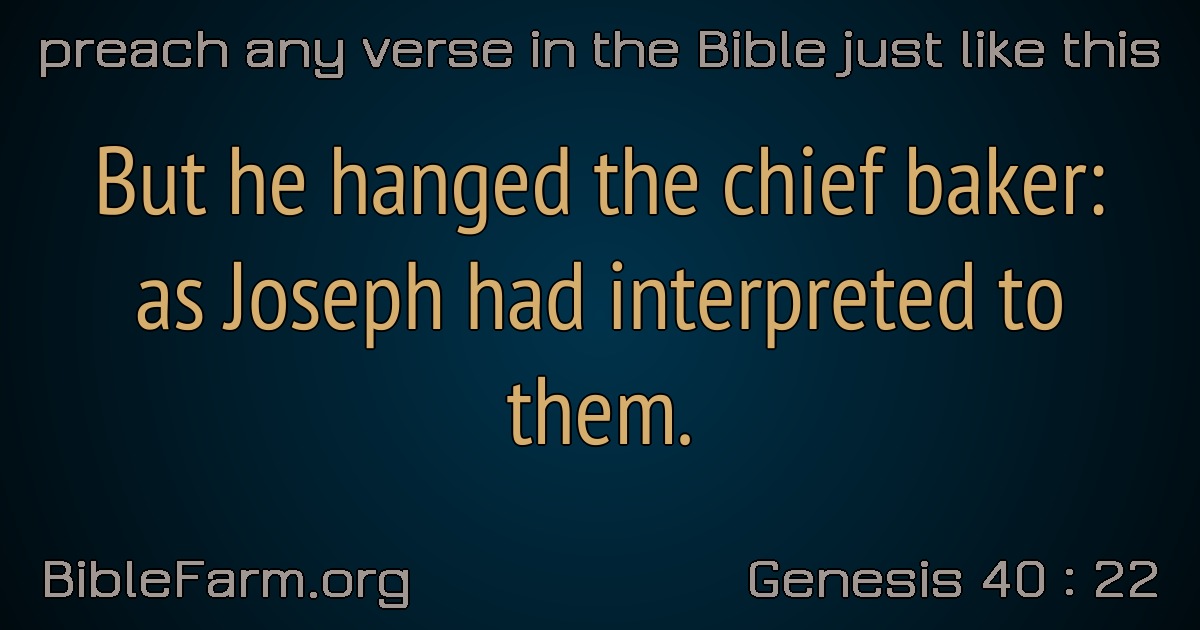 preach any verse in the Bible just like this
But he hanged the chief baker:
as Joseph had interpreted to
them.
BibleFarm.org
Genesis 40 : 22